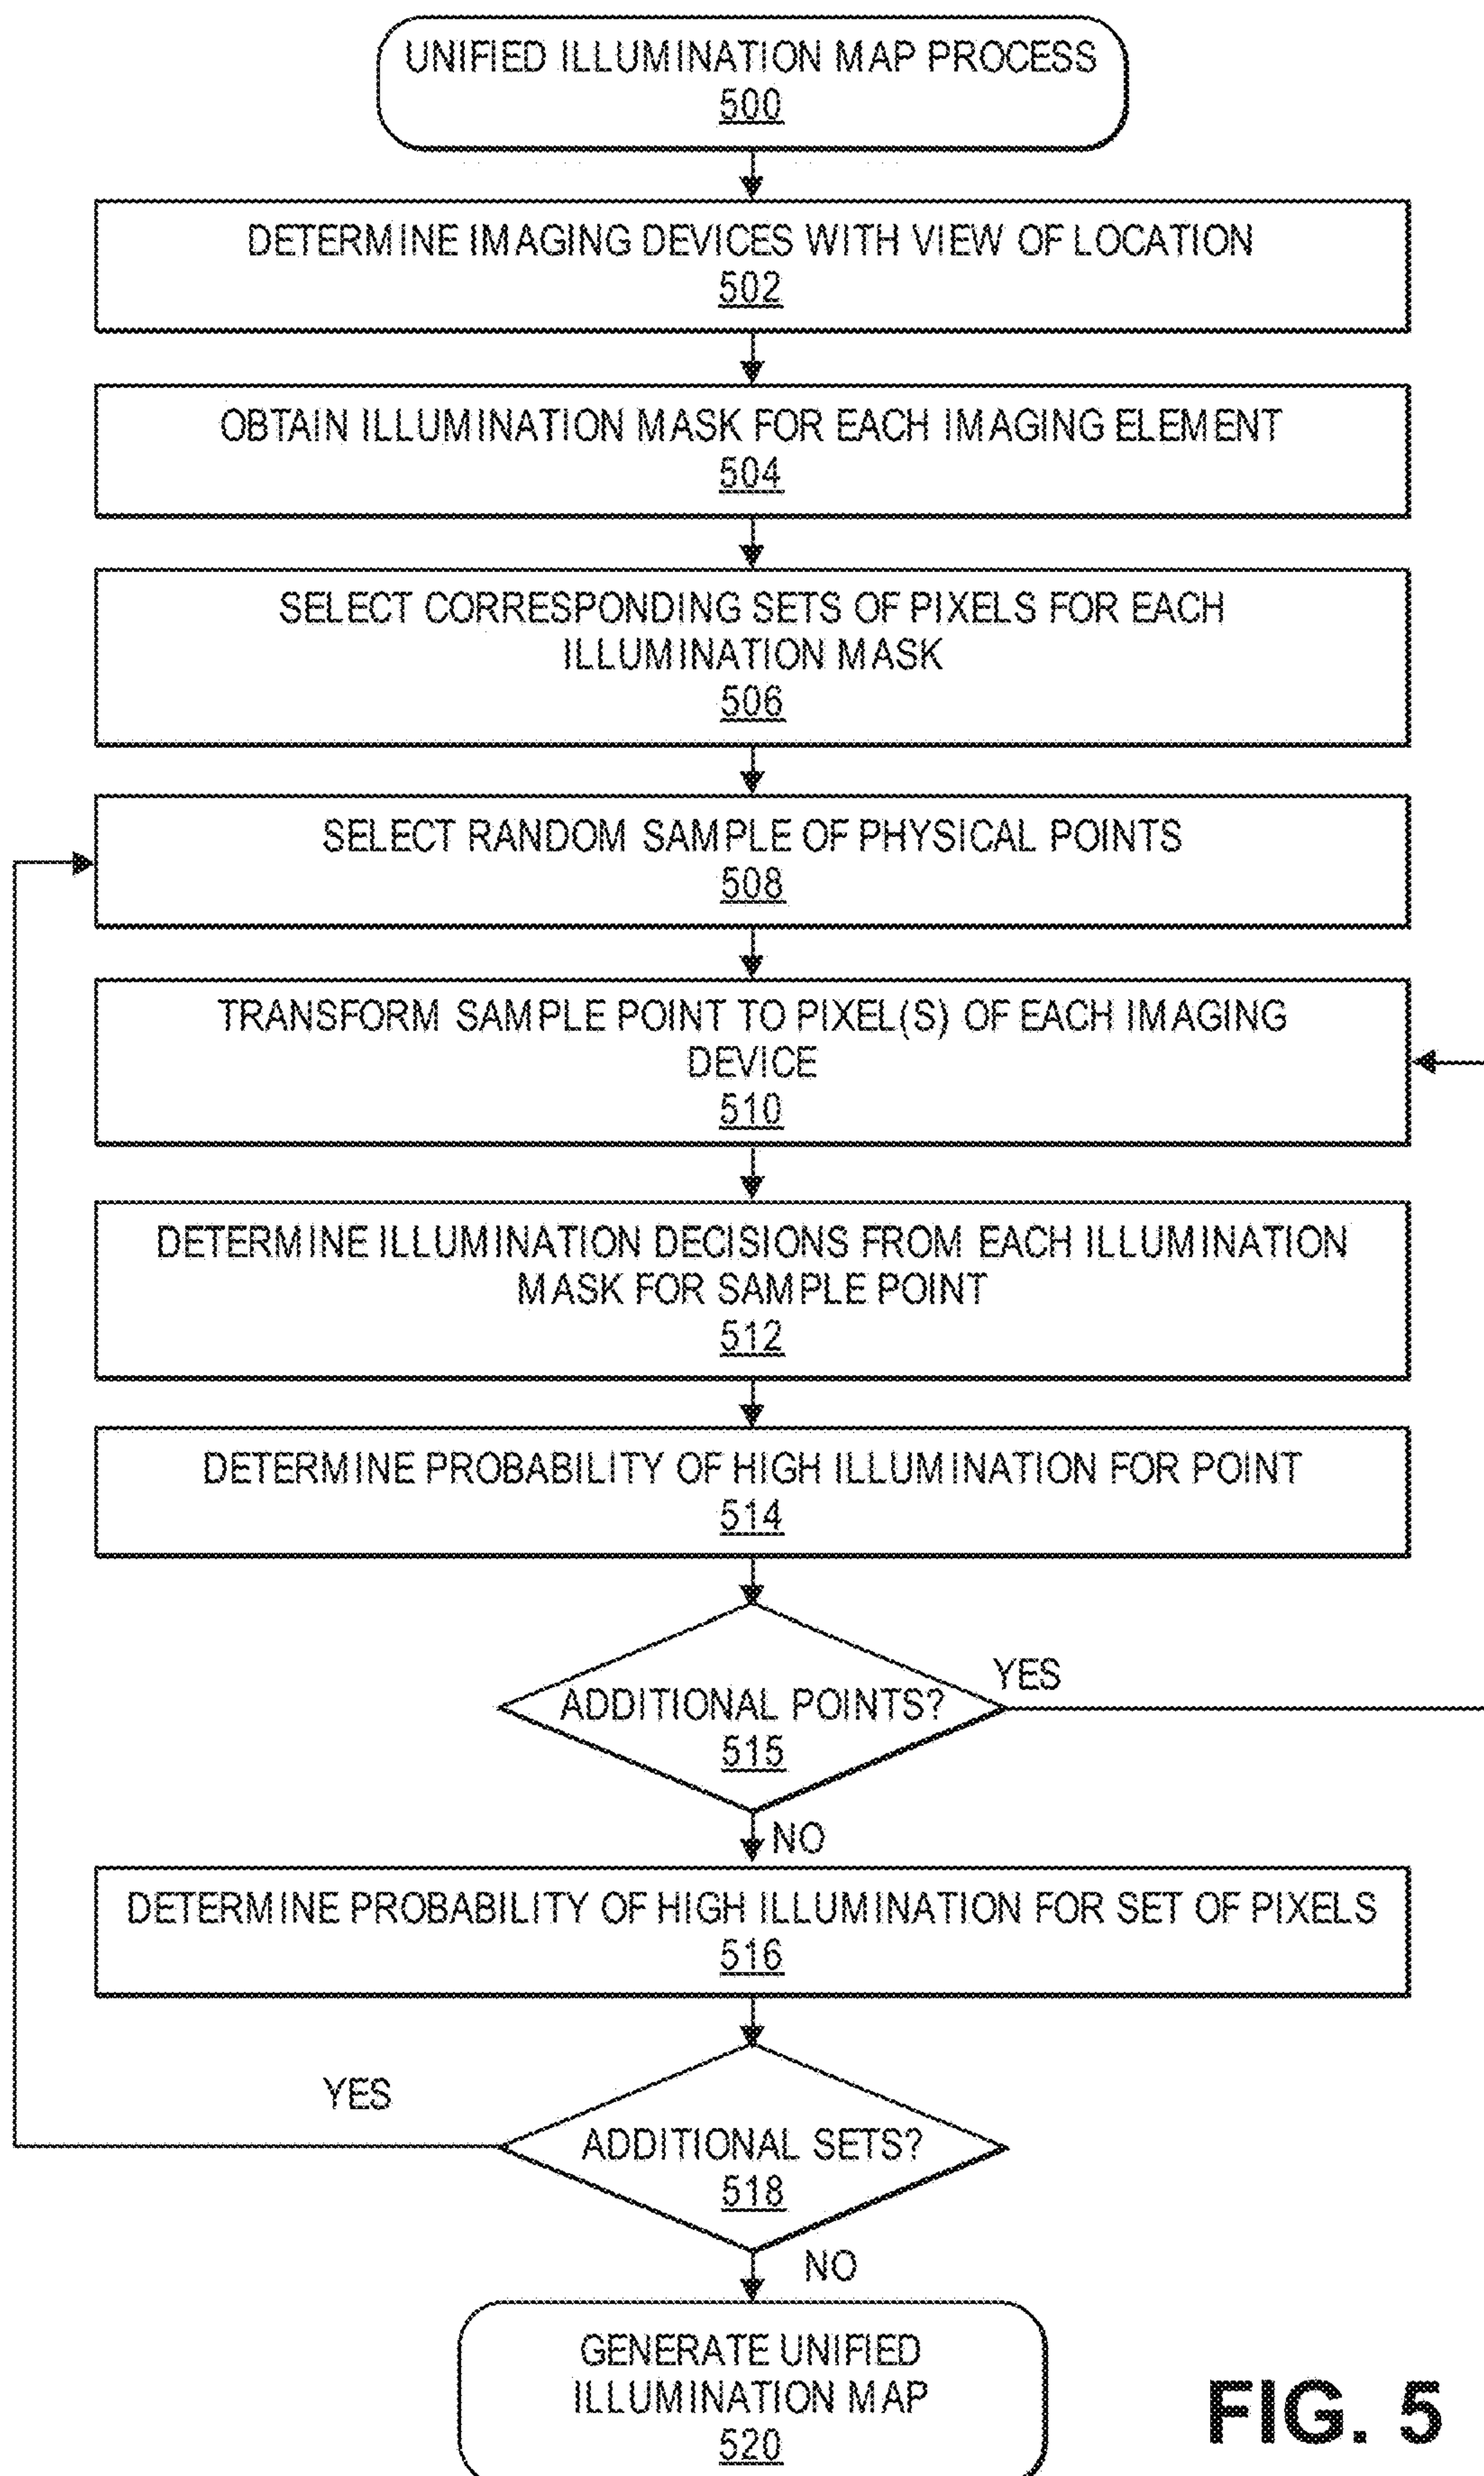 UNIFIED ILLUMINATION MAP PROCESS
500
DETERMINE IMAGING DEVICES WITH VIEW OF LOCATION
502
OBTAIN ILLUMINATION MASK FOR EACH IMAGING ELEMENT
504
SELECT CORRESPONDING SETS OF PIXELS FOR EACH
ILLUMINATION MASK
506
SELECT RANDOM SAMPLE OF PHYSICAL POINTS
508
TRANSFORM SAMPLE POINT TO PIXEL(S) OF EACH IMAGING
DEVICE
510
DETERMINE ILLUMINATION DECISIONS FROM EACH ILLUMINATION
MASK FOR SAMPLE POINT
512
DETERMINE PROBABILITY OF HIGH ILLUMINATION FOR POINT
514
YES
ADDITIONAL POINTS?
515
NO
DETERMINE PROBABILITY OF HIGH ILLUMINATION FOR SET OF PIXELS
516
YES
ADDITIONAL SETS?
518
NO
GENERATE UNIFIED
ILLUMINATION MAP
520
FIG. 5